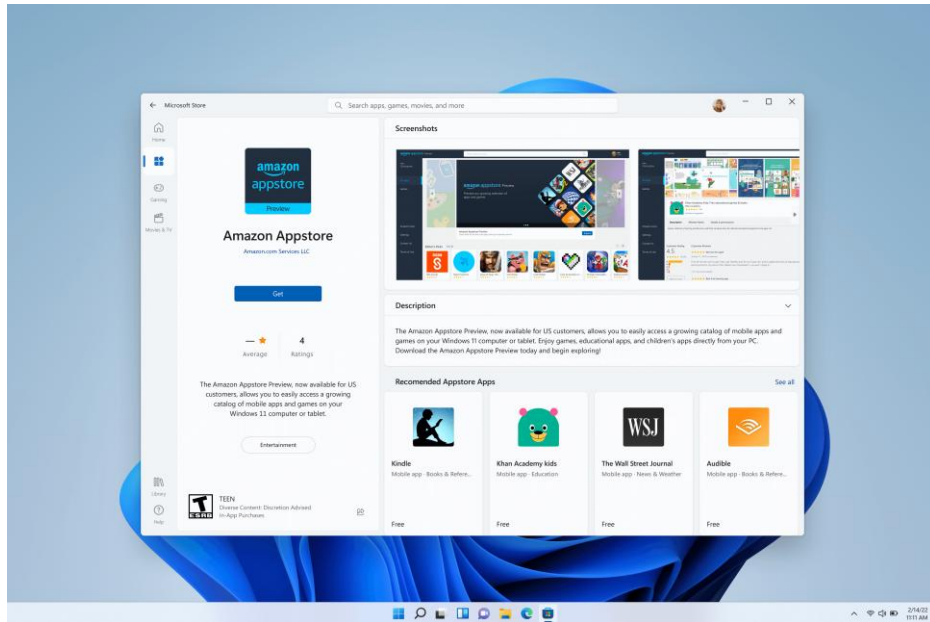 Microsoft Store
Search apps, games, movies, and more
Home
Gaming
Movies & TV
Library
Help
amazon
appstore
Preview
Amazon Appstore
Amazon.com Services LLC
Get
4
Average
Ratings
The Amazon Appstore Preview, now available for US
customers, allows you to easily access a growing
catalog of mobile apps and games on your
Windows 11 computer or tablet.
Entertainment
T
ESRB
TEEN
Diverse Content: Discretion Advised
In-App Purchases
Screenshots
amazon appstore Preview
4.5
Description
The Amazon Appstore Preview, now available for US customers, allows you to easily access a growing catalog of mobile apps and
games on your Windows 11 computer or tablet. Enjoy games, educational apps, and children's apps directly from your PC.
Download the Amazon Appstore Preview today and begin exploring!
Recomended Appstore Apps
See all
Kindle
Mobile app · Books & Refere...
Free
Khan Academy kids
Mobile app · Education
Free
WSJ
The Wall Street Journal
Mobile app · News & Weather
Free
Audible
Mobile app · Books & Refere...
Free
2/14/22
11:11 AM